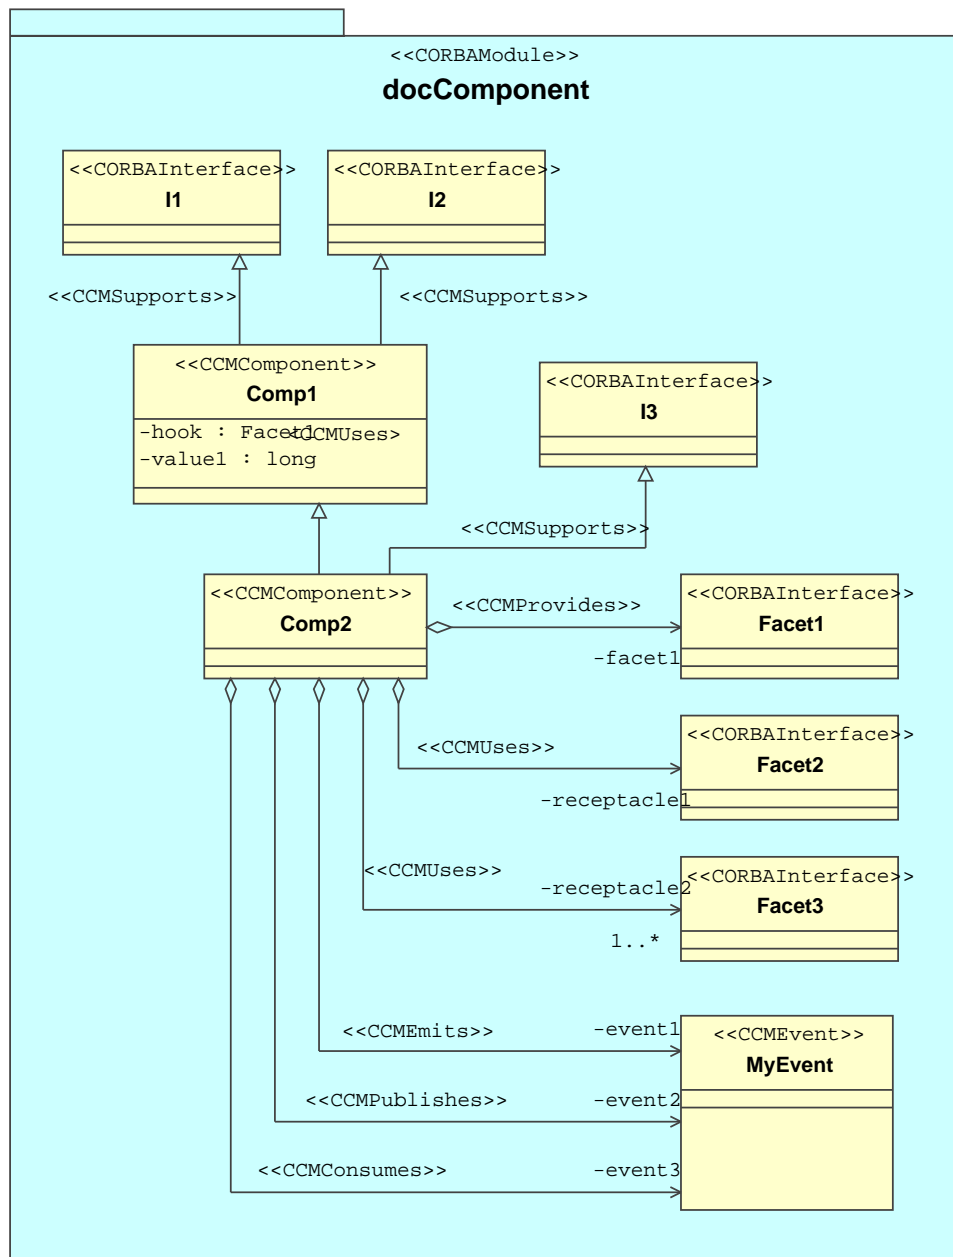 <<CORBAModule>>
docComponent
<<CORBAInterface>>
I1
<<CORBAInterface>>
I2
<<CCMSupports>>
<<CCMSupports>>
<<CCMComponent>>
Comp1
-hook : Facet1
<<CCMUses>
-value1 : long
<<CORBAInterface>>
I3
<<CCMSupports>>
<<CCMComponent>>
Comp2
<<CCMProvides>>
-facet1
<<CORBAInterface>>
Facet1
<<CCMUses>>
-receptacle1
<<CORBAInterface>>
Facet2
<<CCMUses>>
-receptacle2
1..*
<<CORBAInterface>>
Facet3
<<CCMEmits>>
-event1
<<CCMEvent>>
MyEvent
<<CCMPublishes>>
-event2
<<CCMConsumes>>
-event3